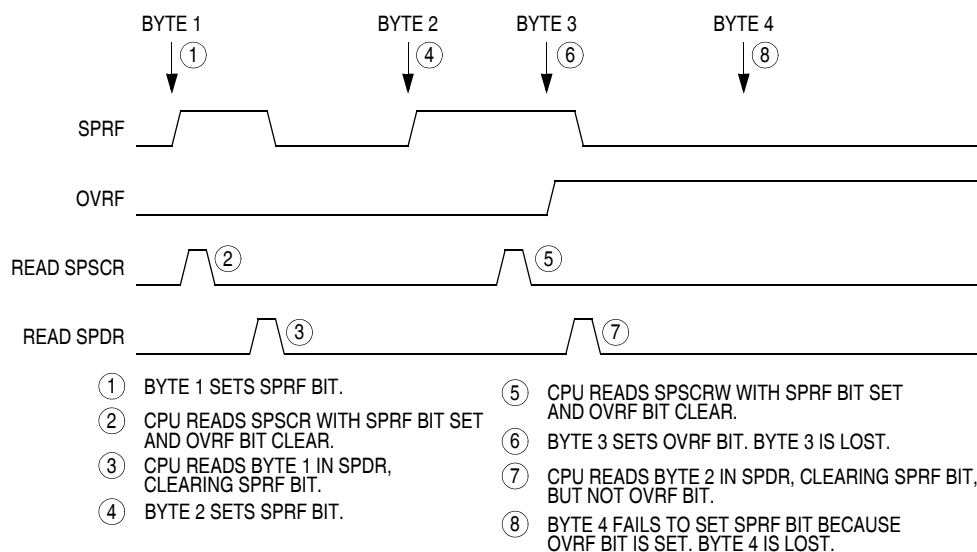 BYTE 1 BYTE 2 BYTE 3 BYTE 4
1 4 6 8
SPRF
OVRF
READ SPSCR 2 5
READ SPDR 3 7
1 BYTE 1 SETS SPRF BIT.
2 CPU READS SPSCR WITH SPRF BIT SET
AND OVRF BIT CLEAR.
3 CPU READS BYTE 1 IN SPDR,
CLEARING SPRF BIT.
4 BYTE 2 SETS SPRF BIT.
5 CPU READS SPSCRW WITH SPRF BIT SET
AND OVRF BIT CLEAR.
6 BYTE 3 SETS OVRF BIT. BYTE 3 IS LOST.
7 CPU READS BYTE 2 IN SPDR, CLEARING SPRF BIT,
BUT NOT OVRF BIT.
8 BYTE 4 FAILS TO SET SPRF BIT BECAUSE
OVRF BIT IS SET. BYTE 4 IS LOST.